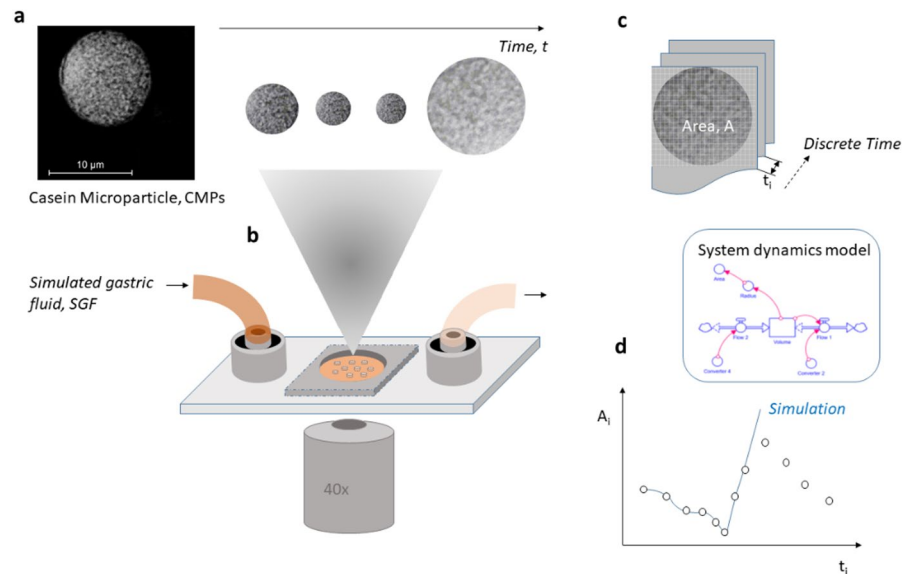 a
Time, t
10 µm
Casein Microparticle, CMPs
b
Simulated gastric
fluid, SGF
40x
c
Area, A
Discrete Time
tᵢ
System dynamics model
Area
Radius
Flow 2
Volume
Flow 1
Converter 4
Converter 2
d
Aᵢ
Simulation
tᵢ